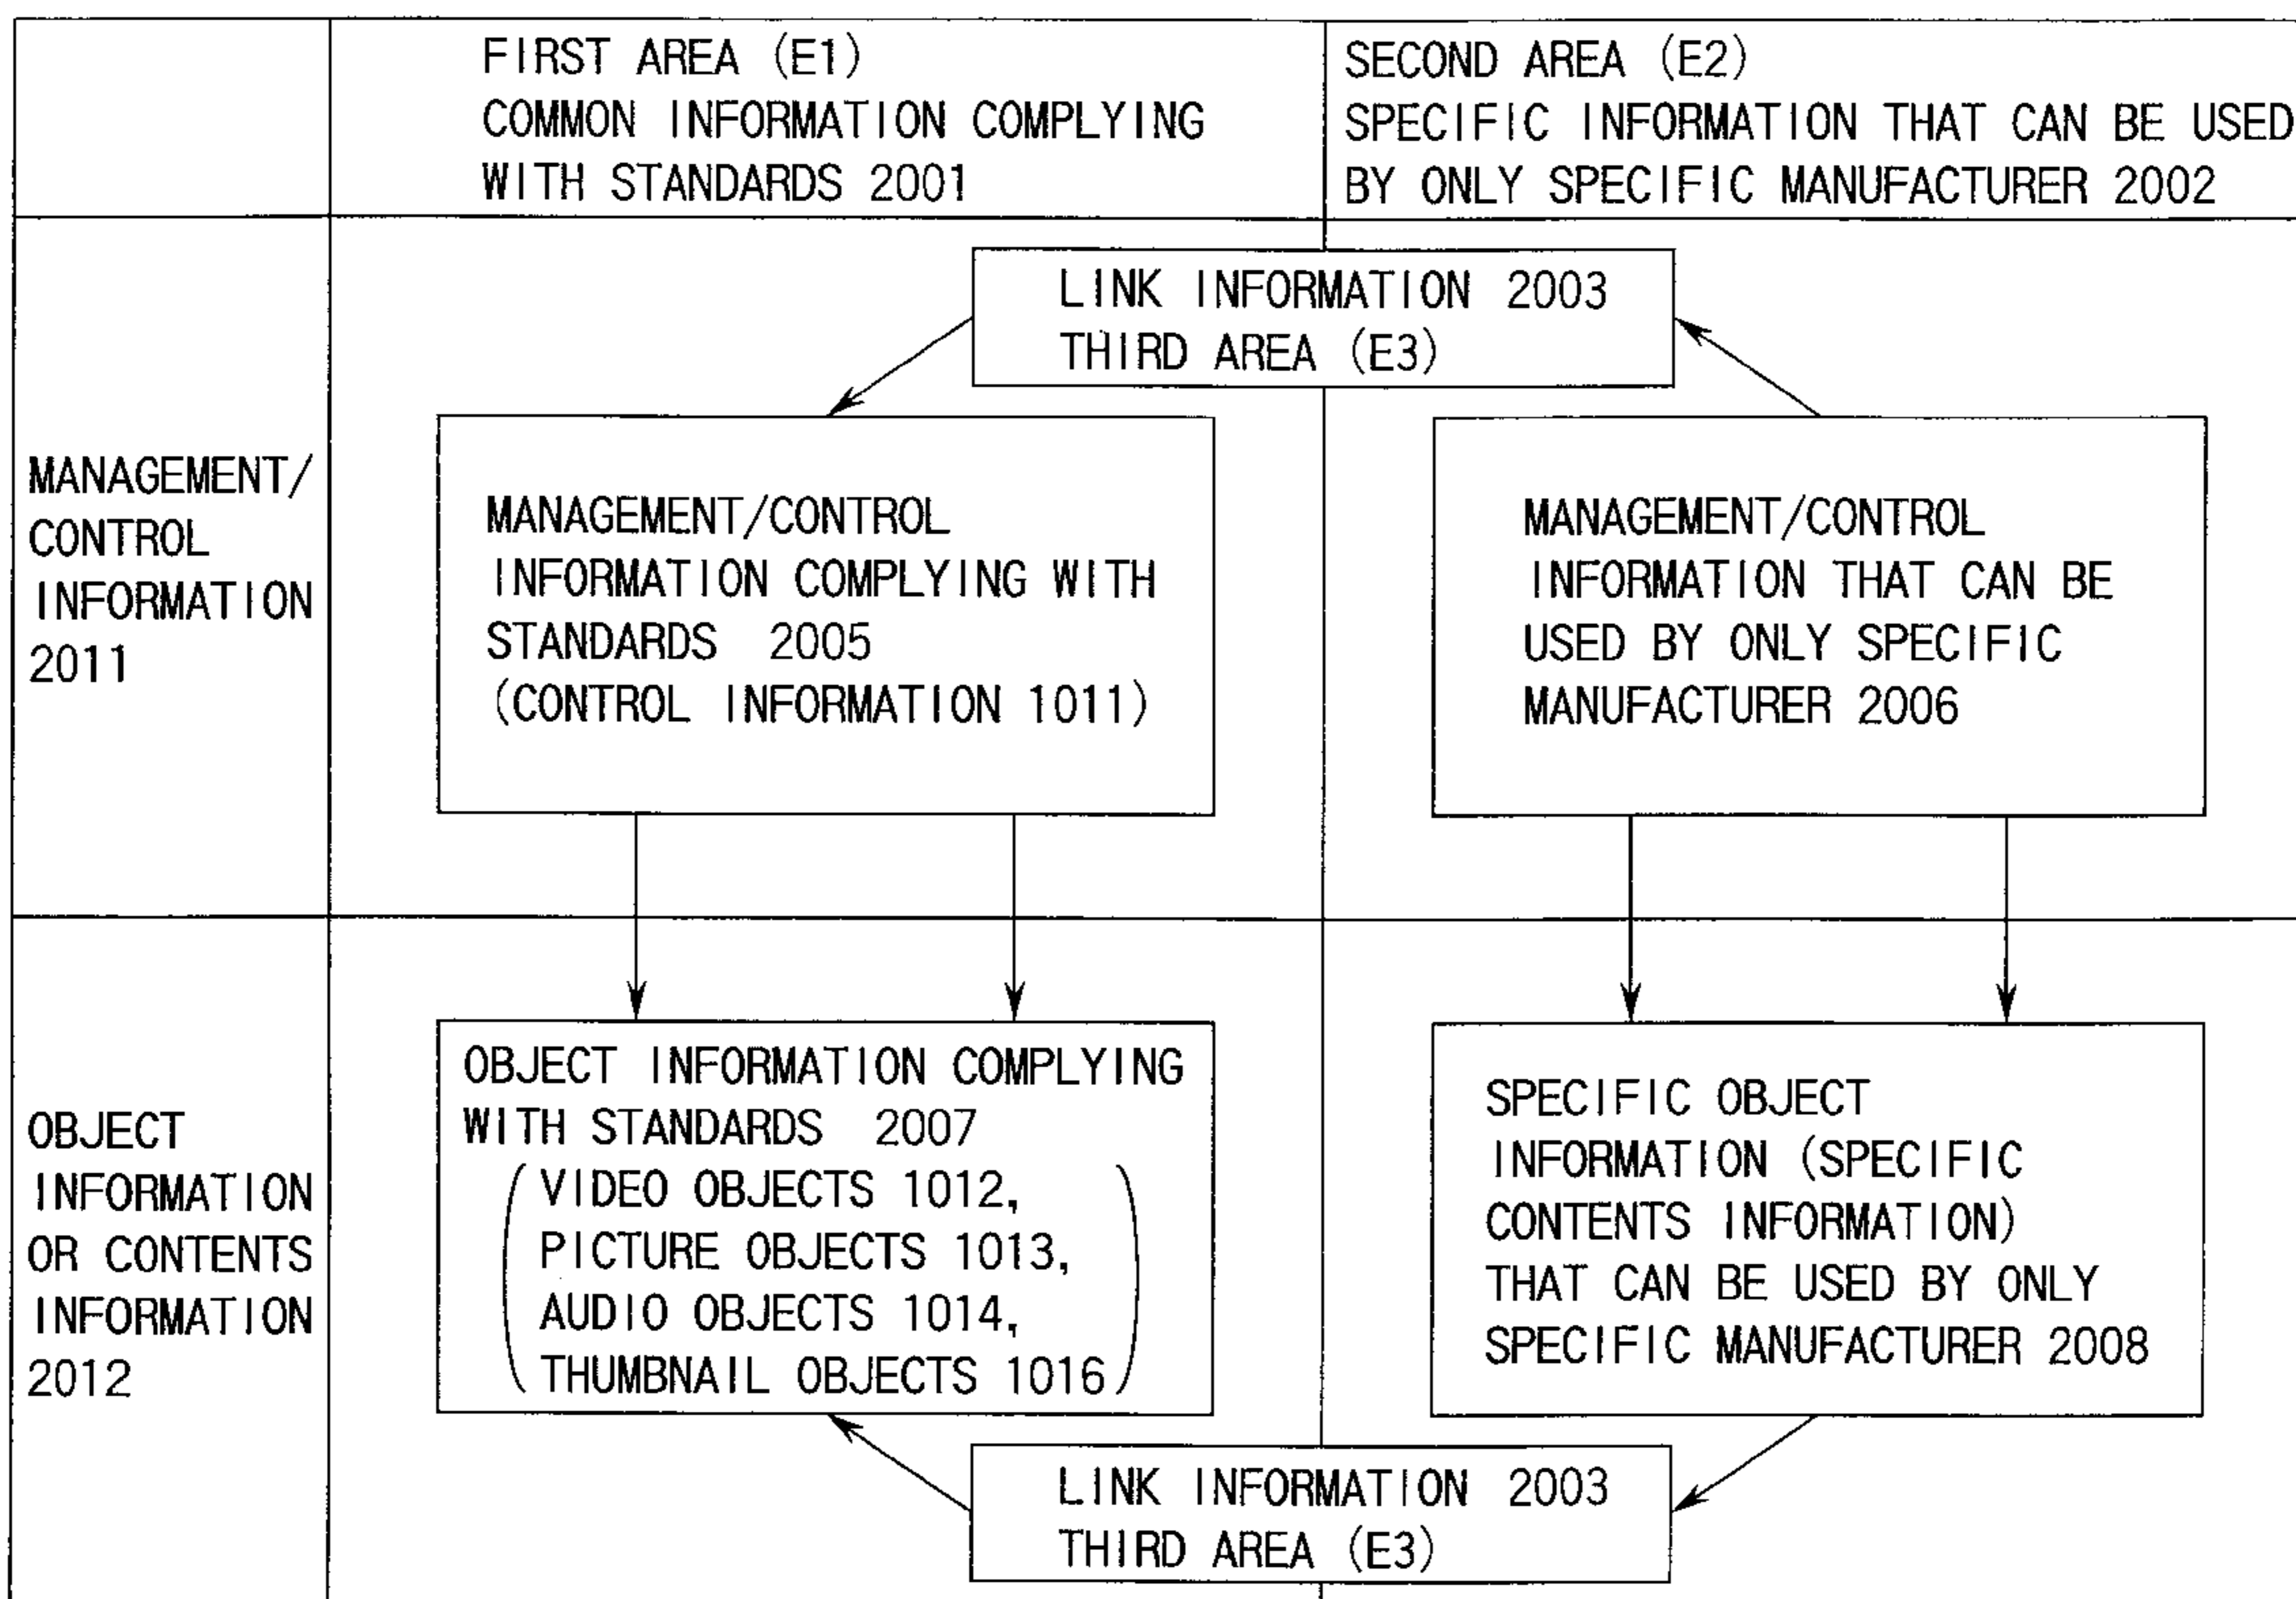 FIRST AREA (E1)
COMMON INFORMATION COMPLYING
WITH STANDARDS 2001
SECOND AREA (E2)
SPECIFIC INFORMATION THAT CAN BE USED
BY ONLY SPECIFIC MANUFACTURER 2002
MANAGEMENT/
CONTROL
INFORMATION
2011
LINK INFORMATION 2003
THIRD AREA (E3)
MANAGEMENT/CONTROL
INFORMATION COMPLYING WITH
STANDARDS 2005
(CONTROL INFORMATION 1011)
MANAGEMENT/CONTROL
INFORMATION THAT CAN BE
USED BY ONLY SPECIFIC
MANUFACTURER 2006
OBJECT
INFORMATION
OR CONTENTS
INFORMATION
2012
OBJECT INFORMATION COMPLYING
WITH STANDARDS 2007
(VIDEO OBJECTS 1012,
PICTURE OBJECTS 1013,
AUDIO OBJECTS 1014,
THUMBNAIL OBJECTS 1016)
SPECIFIC OBJECT
INFORMATION (SPECIFIC
CONTENTS INFORMATION)
THAT CAN BE USED BY ONLY
SPECIFIC MANUFACTURER 2008
LINK INFORMATION 2003
THIRD AREA (E3)